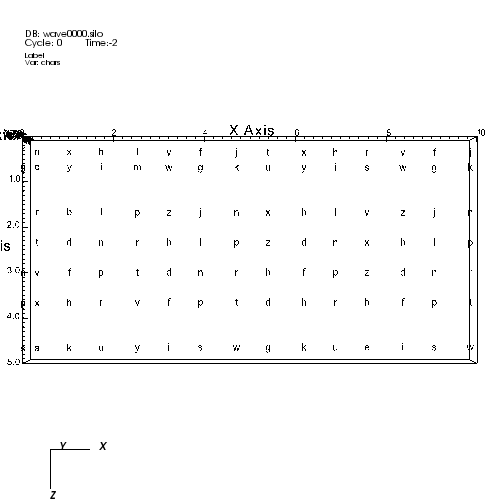 DB: wave0000.silo
Cycle: 0 Time:-2
Label
Var: chars
X Axis
2 4 6 8 10
n x h l v f j t x h r v f j
y i m w g k u y i s w g k
1.0
r b l p z j n x h l v z j n
2.0
t d n r b l p z d n x b l p
3.0
v f p t d n r b f p z d n
x h r v f p t d h r b f p t
4.0
a k u y i s w g k u e i s w
5.0
Y X
Z